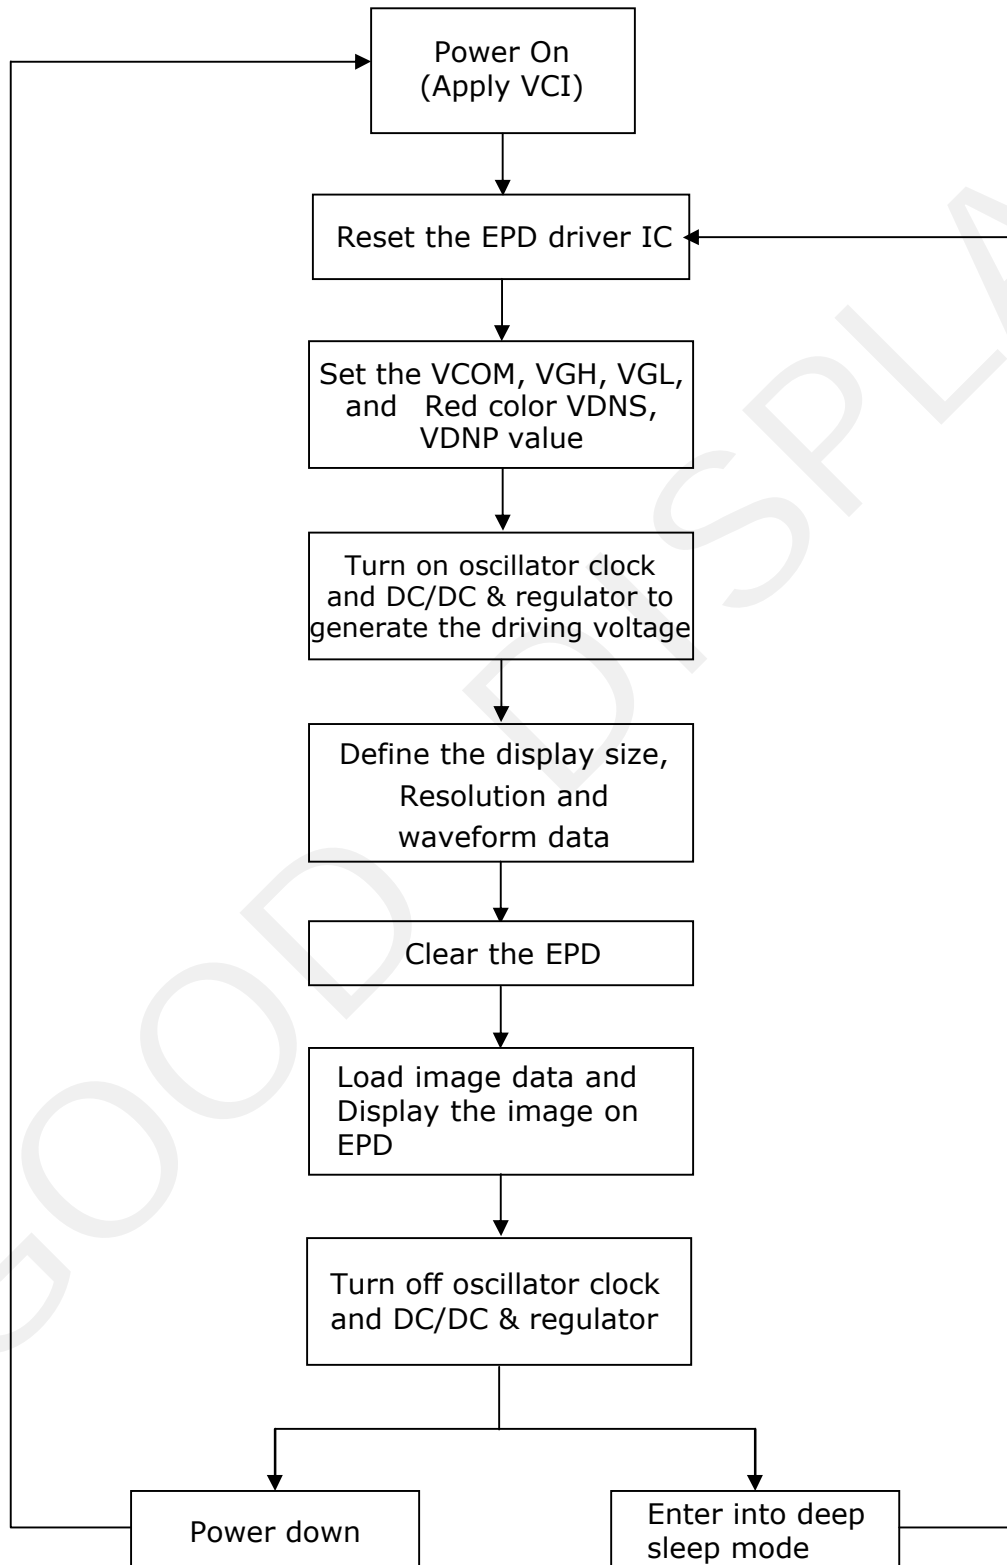 Power On
(Apply VCI)
Reset the EPD driver IC
Set the VCOM, VGH, VGL,
and Red color VDNS,
VDNP value
Turn on oscillator clock
and DC/DC & regulator to
generate the driving voltage
Define the display size,
Resolution and
waveform data
Clear the EPD
Load image data and
Display the image on
EPD
Turn off oscillator clock
and DC/DC & regulator
Power down
Enter into deep
sleep mode
GOOD DISPLA